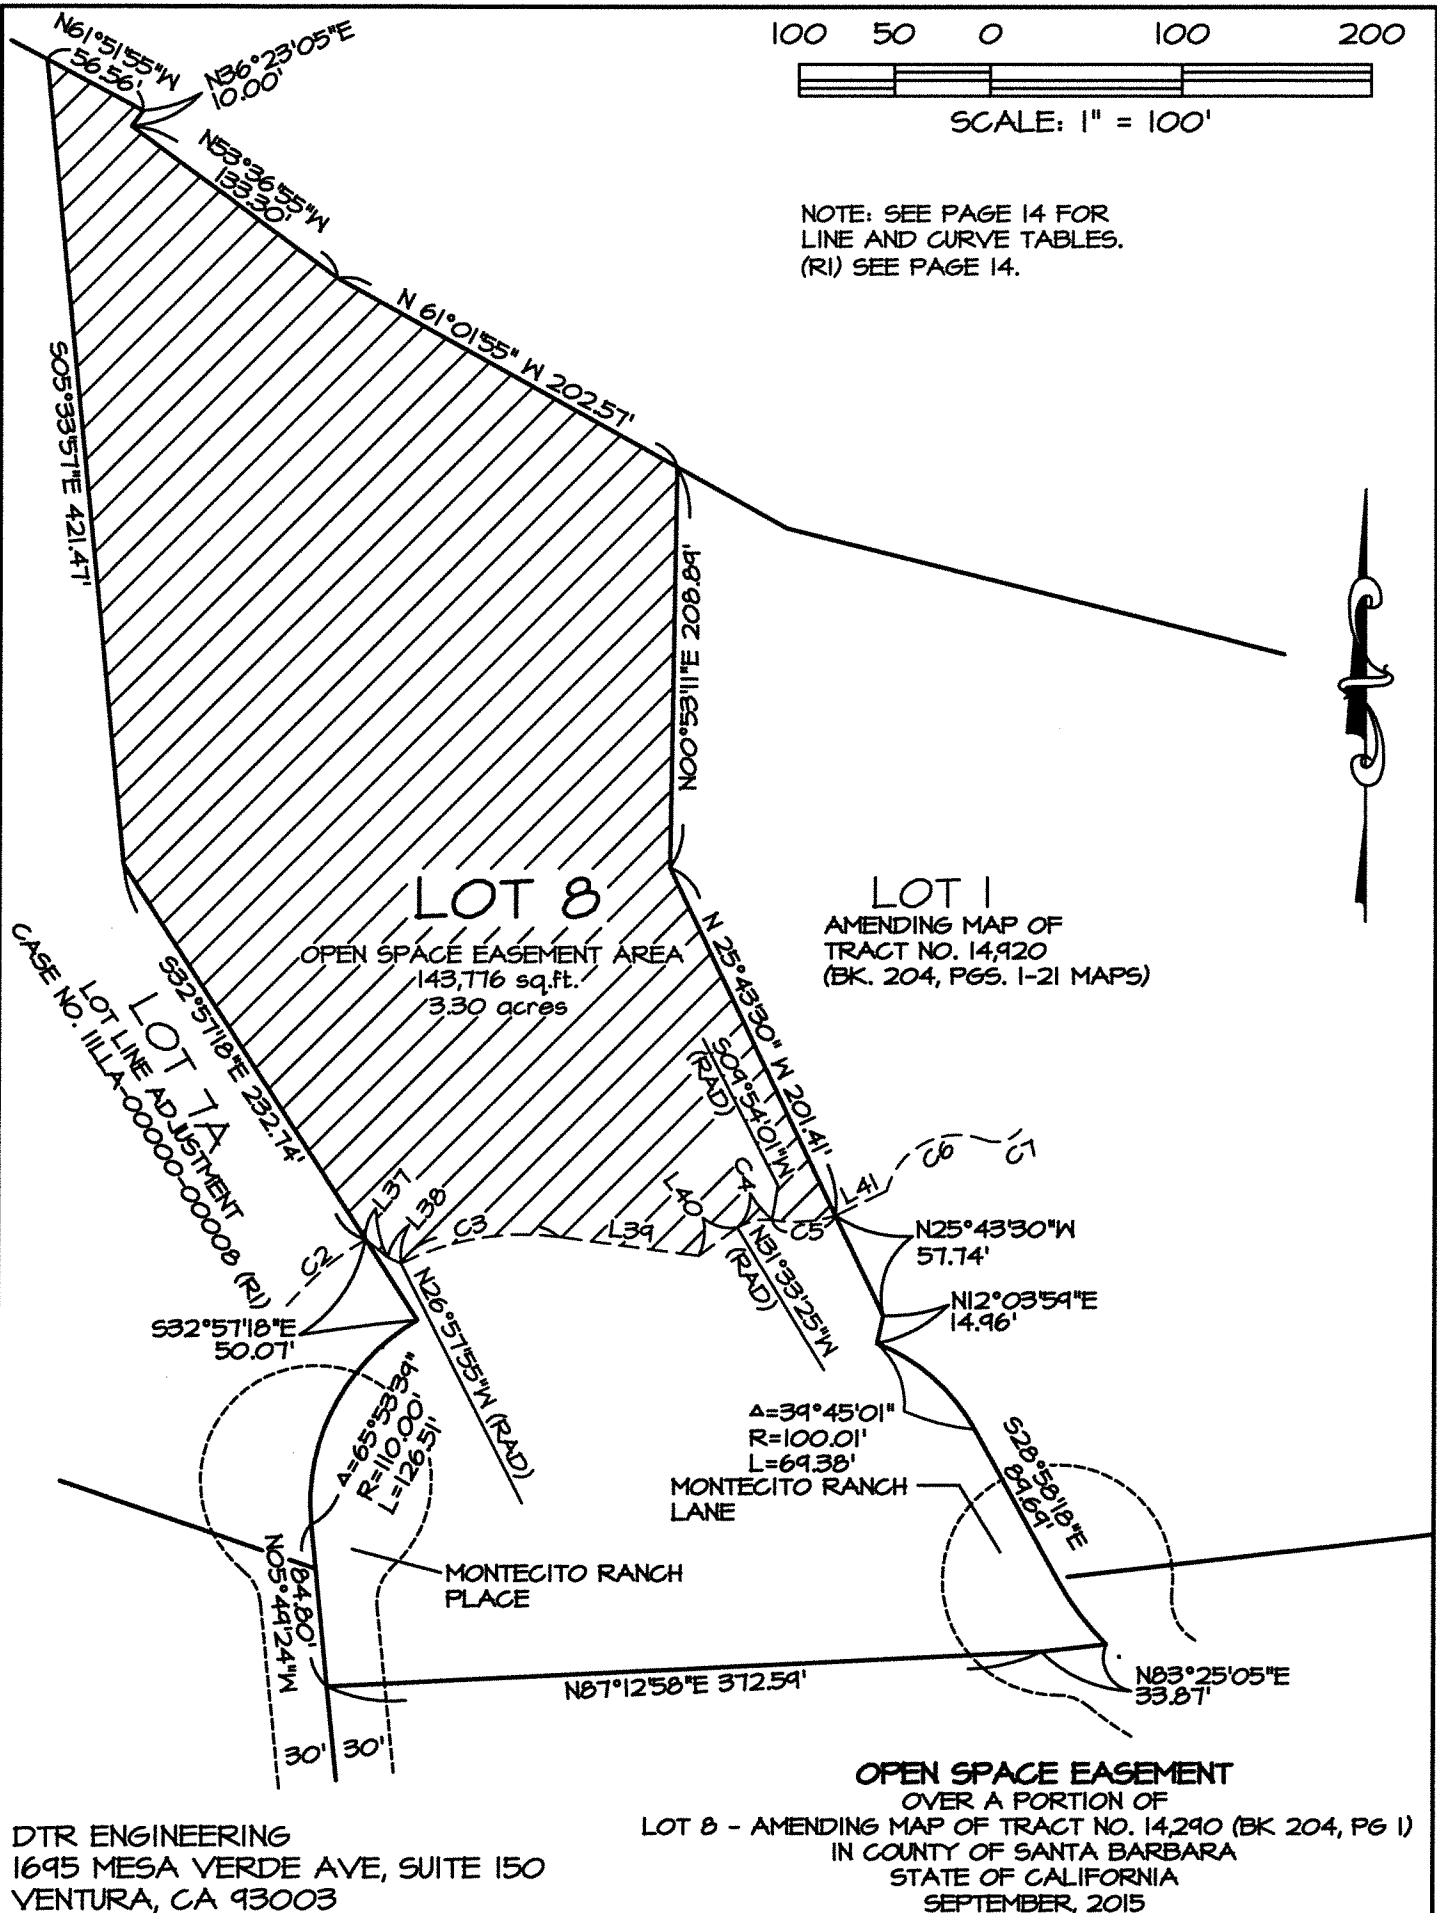 N61°51'55"W
56.56'
N36°23'05"E
10.00'
100 50 0 100 200
SCALE: 1" = 100'
N53°36'55"W
133.30'
NOTE: SEE PAGE 14 FOR
LINE AND CURVE TABLES.
(R1) SEE PAGE 14.
N 61°01'55" W 202.57'
S05°33'57"E 421.47'
N00°53'11"E 208.89'
LOT 8
OPEN SPACE EASEMENT AREA
143,776 sq.ft.
3.30 acres
LOT 1
AMENDING MAP OF
TRACT NO. 14,920
(BK. 204, PGS. 1-21 MAPS)
N 25°43'30" W 201.41'
S32°57'18"E 232.74'
LOT 7A
LOT LINE ADJUSTMENT
CASE NO. 11LLA-00000-00008 (R1)
S09°54'01"W
(RAD)
L37
L38
C2
C3
L39
L40
C4
C5
L41
C6
C7
N25°43'30"W
57.74'
N31°33'25"W
(RAD)
N26°57'55"W (RAD)
S32°57'18"E
50.07'
N12°03'59"E
14.96'
Δ=65°53'39"
R=110.00'
L=126.51'
Δ=39°45'01"
R=100.01'
L=69.38'
S28°58'18"E
89.69'
MONTECITO RANCH
LANE
MONTECITO RANCH
PLACE
84.80'
N05°49'24"W
N87°12'58"E 372.59'
N83°25'05"E
33.87'
30' 30'
OPEN SPACE EASEMENT
OVER A PORTION OF
LOT 8 - AMENDING MAP OF TRACT NO. 14,290 (BK 204, PG 1)
IN COUNTY OF SANTA BARBARA
STATE OF CALIFORNIA
SEPTEMBER, 2015
DTR ENGINEERING
1695 MESA VERDE AVE, SUITE 150
VENTURA, CA 93003